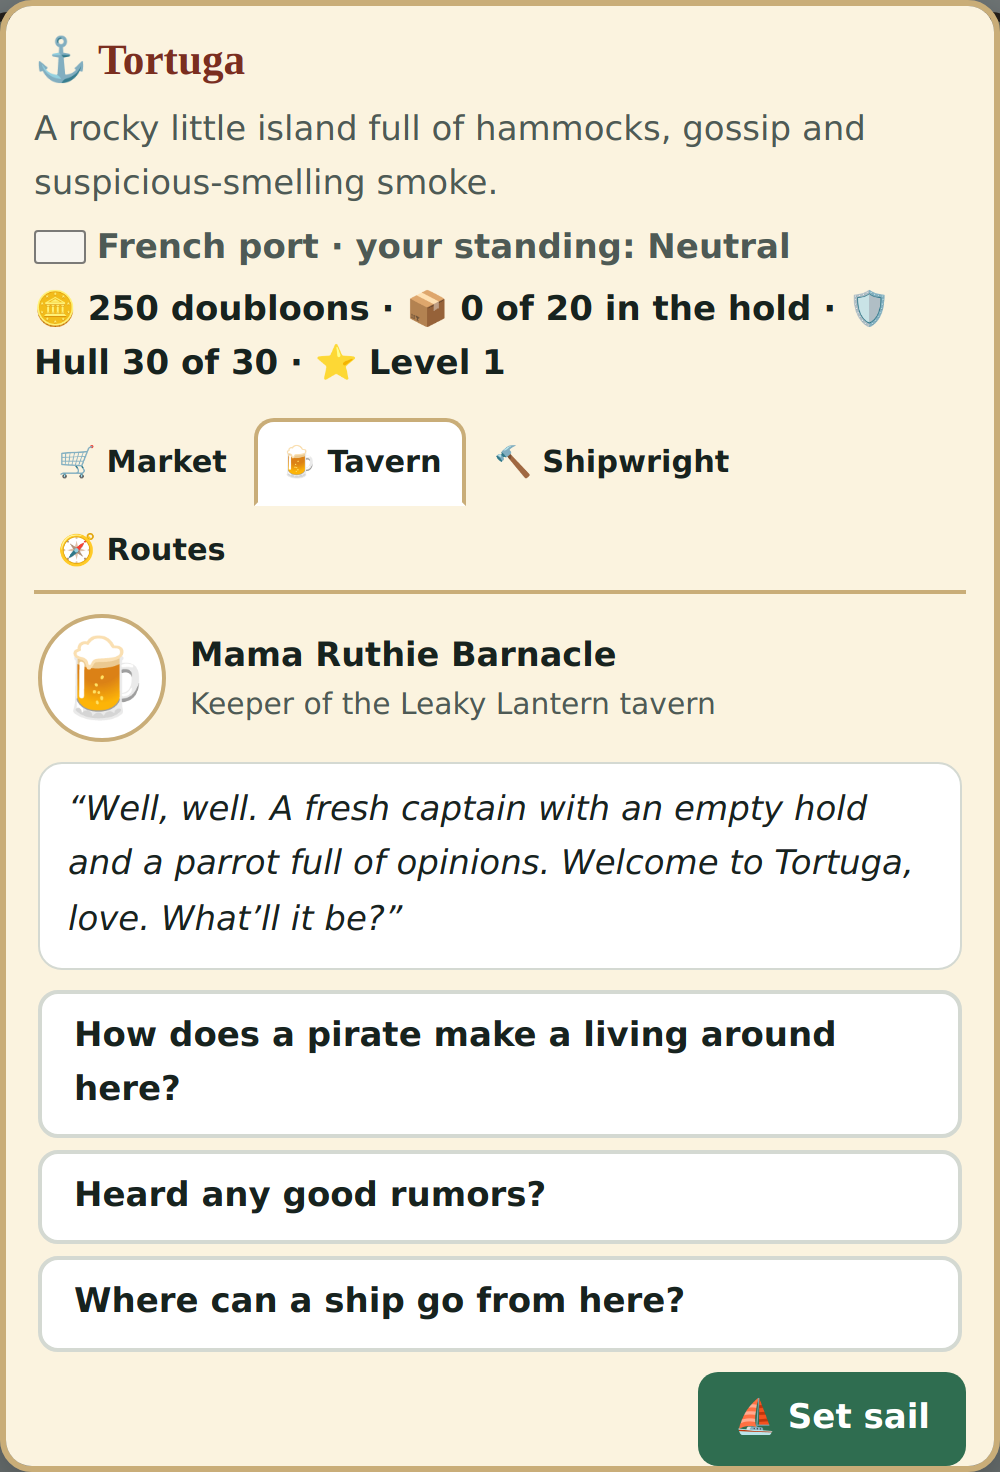 ⚓ Tortuga
A rocky little island full of hammocks, gossip and
suspicious-smelling smoke.
French port · your standing: Neutral
🪙 250 doubloons · 📦 0 of 20 in the hold · 🛡️
Hull 30 of 30 · ⭐ Level 1
🛒 Market 🍺 Tavern 🔨 Shipwright
🧭 Routes
Mama Ruthie Barnacle
Keeper of the Leaky Lantern tavern
“Well, well. A fresh captain with an empty hold
and a parrot full of opinions. Welcome to Tortuga,
love. What’ll it be?”
How does a pirate make a living around
here?
Heard any good rumors?
Where can a ship go from here?
⛵ Set sail